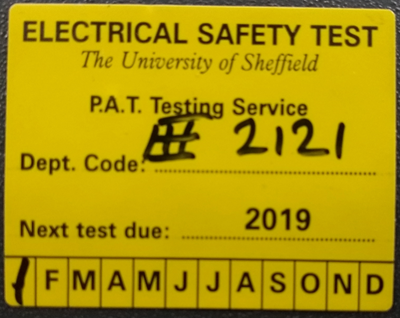 ELECTRICAL SAFETY TEST
The University of Sheffield
P.A.T. Testing Service
Dept. Code: 2121
Next test due: 2019
F M A M J J A S O N D